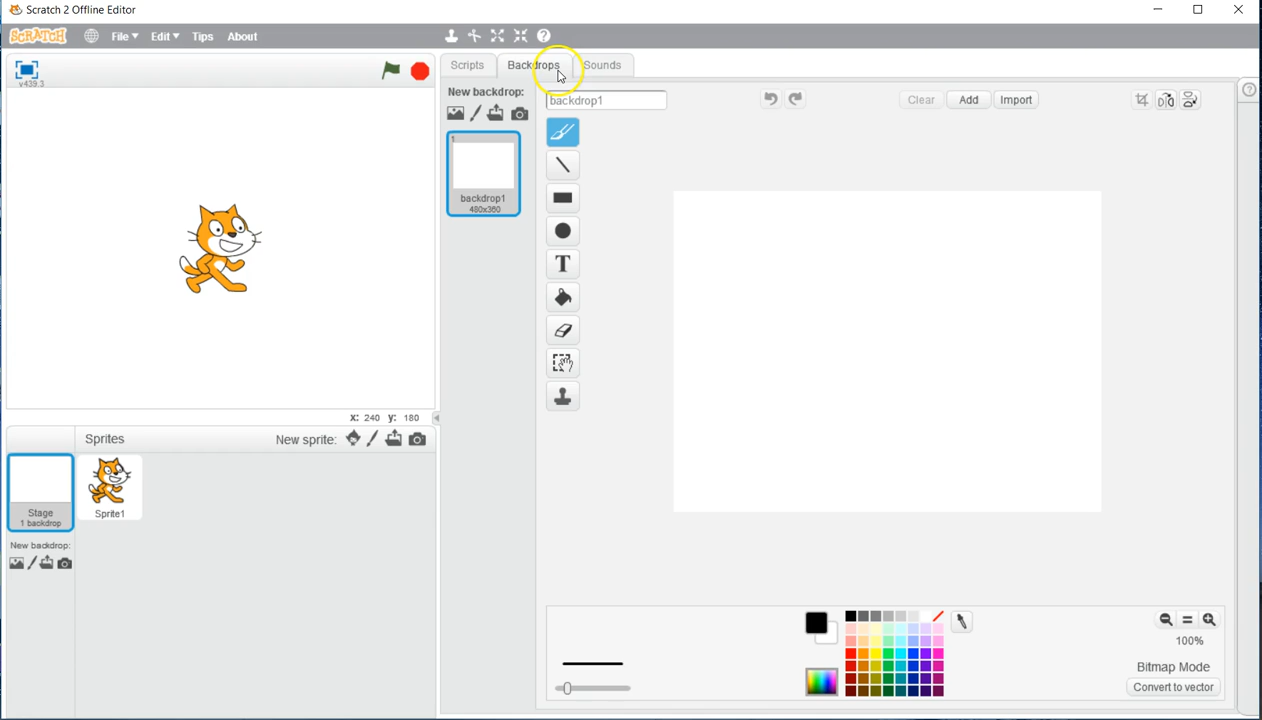 Scratch 2 Offline Editor
SCRATCH File Edit Tips About
v439.3
Scripts Backdrops Sounds
New backdrop:
backdrop1
Clear Add Import
1
backdrop1
480x360
T
x: 240 y: 180
Sprites New sprite:
Stage
1 backdrop
Sprite1
New backdrop:
100%
Bitmap Mode
Convert to vector